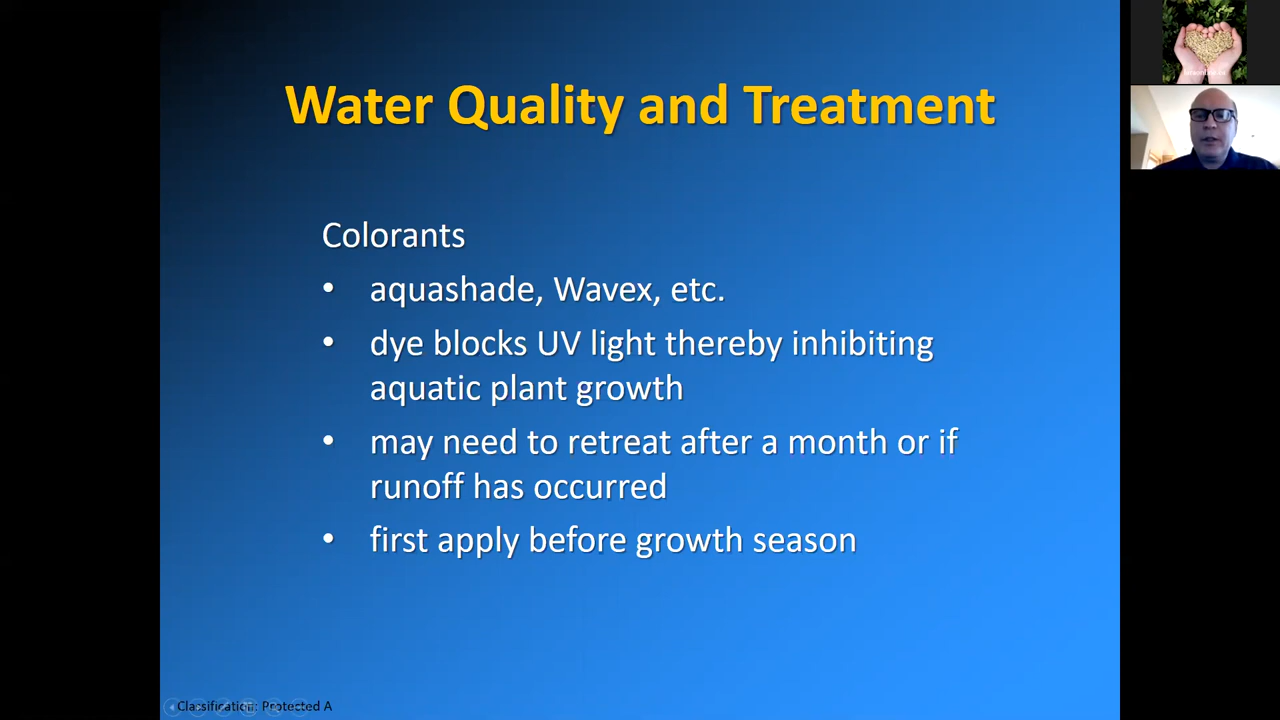 Water Quality and Treatment
Colorants
• aquashade, Wavex, etc.
• dye blocks UV light thereby inhibiting
aquatic plant growth
• may need to retreat after a month or if
runoff has occurred
• first apply before growth season
Classification: Protected A